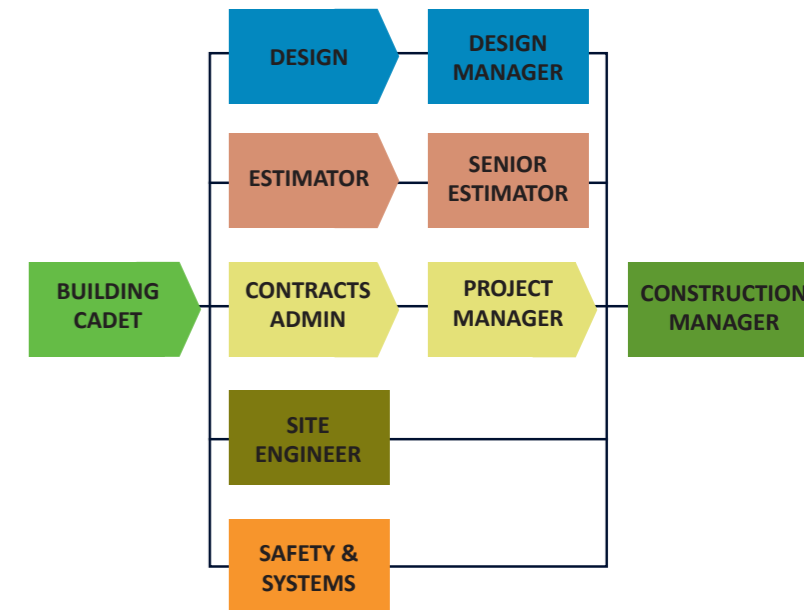 DESIGN
DESIGN
MANAGER
ESTIMATOR
SENIOR
ESTIMATOR
BUILDING
CADET
CONTRACTS
ADMIN
PROJECT
MANAGER
CONSTRUCTION
MANAGER
SITE
ENGINEER
SAFETY &
SYSTEMS